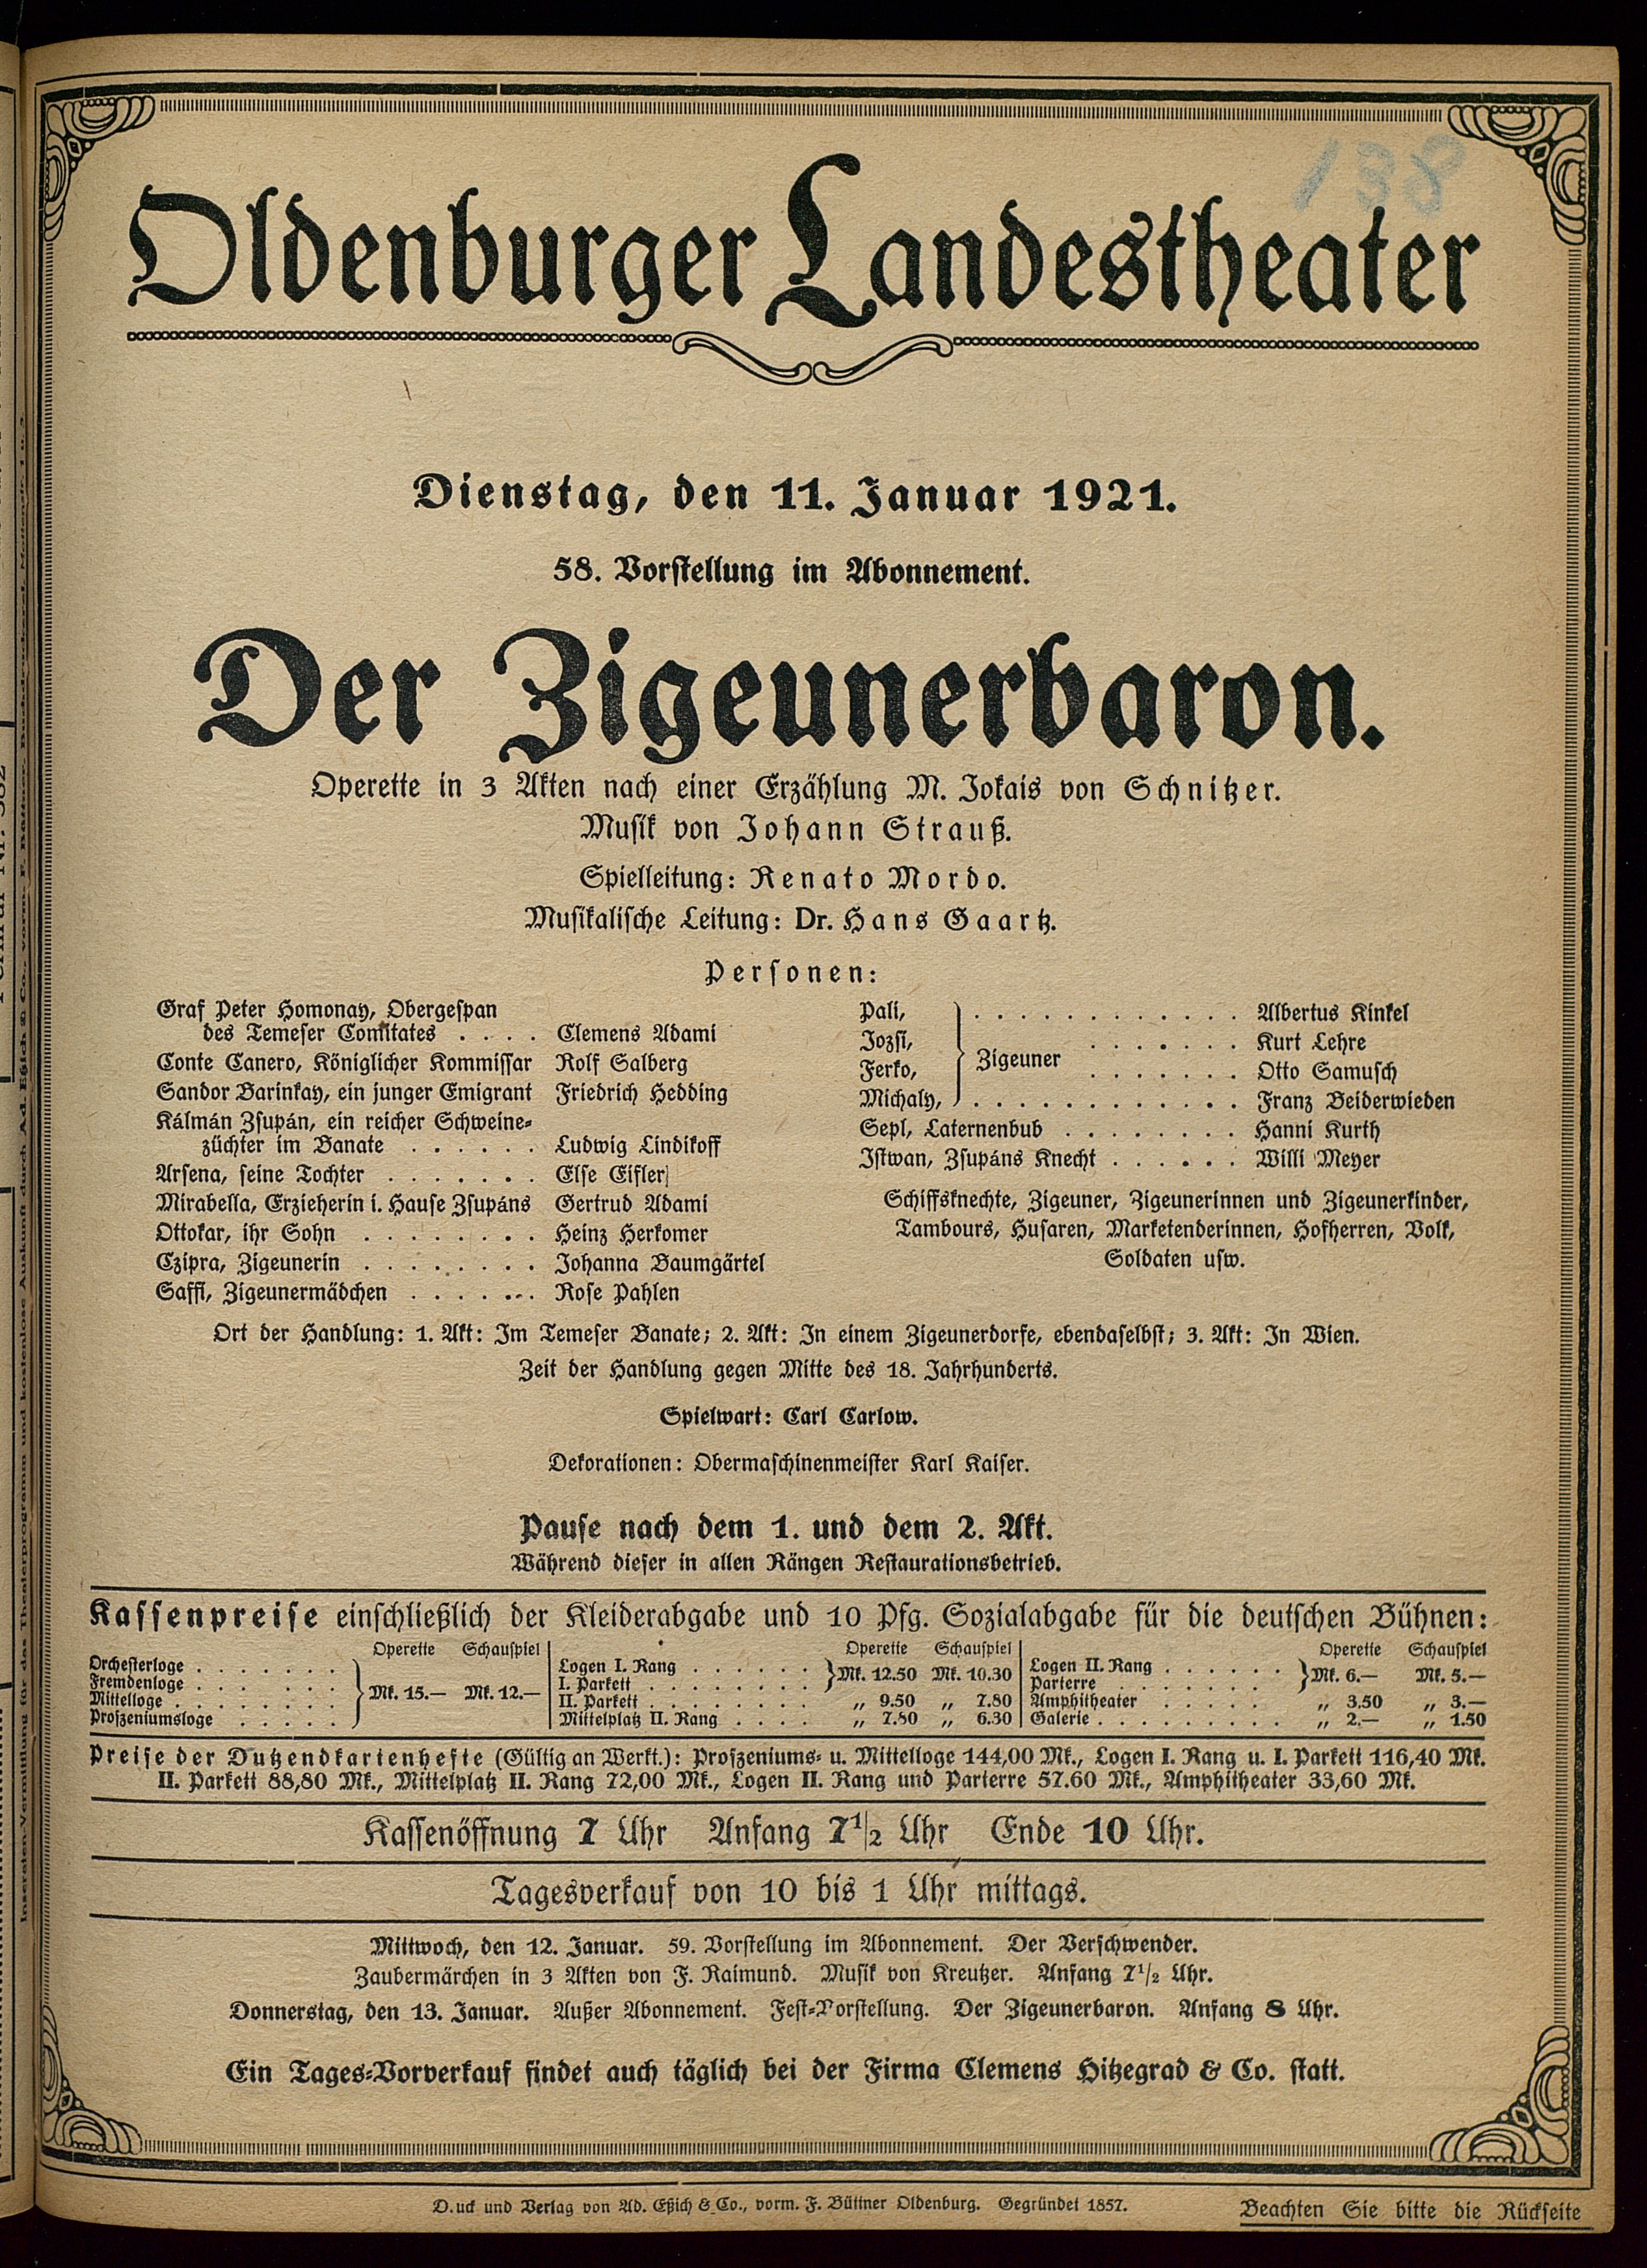 Oldenburger Landestheater
Dienstag, den 11. Januar 1921.
58. Vorstellung im Abonnement.
Der Zigeunerbaron.
Operette in 3 Akten nach einer Erzählung M. Jokais von Schnitzer.
Musik von Johann Strauß.
Spielleitung: Renato Mordo.
Musikalische Leitung: Dr. Hans Gaartz.
Personen:
Graf Peter Homonay, Obergespan
des Temeser Comitates . . . . Clemens Adami
Conte Canero, Königlicher Kommissar Rolf Salberg
Sandor Barinkay, ein junger Emigrant Friedrich Hedding
Kálmán Zsupán, ein reicher Schweine-
züchter im Banate . . . . . . Ludwig Lindikoff
Arsena, seine Tochter . . . . . . . Else Eifler
Mirabella, Erzieherin i. Hause Zsupáns Gertrud Adami
Ottokar, ihr Sohn . . . . . . . . Heinz Herkomer
Czipra, Zigeunerin . . . . . . . . Johanna Baumgärtel
Saffi, Zigeunermädchen . . . . . . Rose Pahlen
Pali, . . . . . . . . . . . . Albertus Kinkel
Jozsi, . . . . . . . Kurt Lehre
Zigeuner
Ferko, . . . . . . . Otto Samusch
Michaly, . . . . . . . . . . . . Franz Beiderwieden
Sepl, Laternenbub . . . . . . . . Hanni Kurth
Istwan, Zsupáns Knecht . . . . . . Willi Meyer
Schiffsknechte, Zigeuner, Zigeunerinnen und Zigeunerkinder,
Tambours, Husaren, Marketenderinnen, Hofherren, Volk,
Soldaten usw.
Ort der Handlung: 1. Akt: Im Temeser Banate; 2. Akt: In einem Zigeunerdorfe, ebendaselbst; 3. Akt: In Wien.
Zeit der Handlung gegen Mitte des 18. Jahrhunderts.
Spielwart: Carl Carlow.
Dekorationen: Obermaschinenmeister Karl Kaiser.
Pause nach dem 1. und dem 2. Akt.
Während dieser in allen Rängen Restaurationsbetrieb.
Kassenpreise einschließlich der Kleiderabgabe und 10 Pfg. Sozialabgabe für die deutschen Bühnen:
Operette Schauspiel
Orchesterloge . . . . . . .
Fremdenloge . . . . . . .
Mittelloge . . . . . . . .
Proszeniumsloge . . . . .
Mk. 15.— Mk. 12.—
Operette Schauspiel
Logen I. Rang . . . . . .
I. Parkett . . . . . . . .
Mk. 12.50 Mk. 10.30
II. Parkett . . . . . . . . „ 9.50 „ 7.80
Mittelplatz II. Rang . . . . „ 7.80 „ 6.30
Operette Schauspiel
Logen II. Rang . . . . . .
Parterre . . . . . . . .
Mk. 6.— Mk. 5.—
Amphitheater . . . . . „ 3.50 „ 3.—
Galerie . . . . . . . . . „ 2.— „ 1.50
Preise der Dutzendkartenhefte (Gültig an Werkt.): Proszeniums- u. Mittelloge 144,00 Mk., Logen I. Rang u. I. Parkett 116,40 Mk.
II. Parkett 88,80 Mk., Mittelplatz II. Rang 72,00 Mk., Logen II. Rang und Parterre 57.60 Mk., Amphitheater 33,60 Mk.
Kassenöffnung 7 Uhr Anfang 7½ Uhr Ende 10 Uhr.
Tagesverkauf von 10 bis 1 Uhr mittags.
Mittwoch, den 12. Januar. 59. Vorstellung im Abonnement. Der Verschwender.
Zaubermärchen in 3 Akten von F. Raimund. Musik von Kreutzer. Anfang 7½ Uhr.
Donnerstag, den 13. Januar. Außer Abonnement. Fest-Vorstellung. Der Zigeunerbaron. Anfang 8 Uhr.
Ein Tages-Vorverkauf findet auch täglich bei der Firma Clemens Hitzegrad & Co. statt.
D.uck und Verlag von Ad. Eßich & Co., vorm. F. Büttner Oldenburg. Gegründet 1857.
Beachten Sie bitte die Rückseite